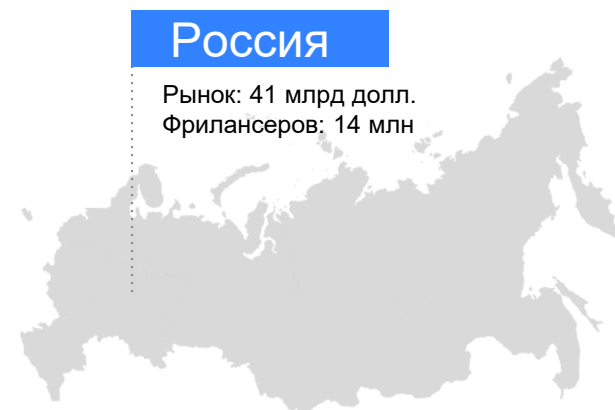 Россия
Рынок: 41 млрд долл.
Фрилансеров: 14 млн